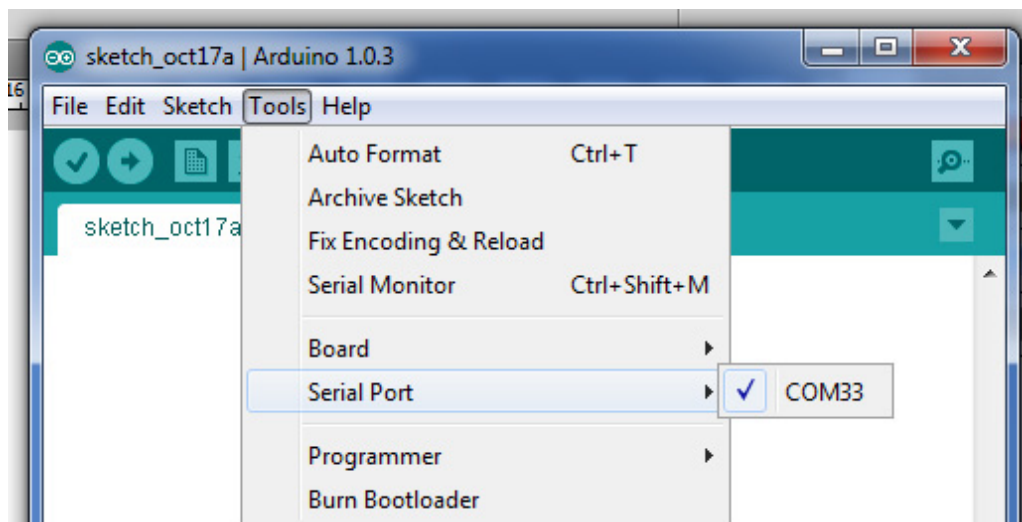 sketch_oct17a | Arduino 1.0.3
16
File Edit Sketch Tools Help
Auto Format Ctrl+T
Archive Sketch
sketch_oct17a
Fix Encoding & Reload
Serial Monitor Ctrl+Shift+M
Board
Serial Port COM33
Programmer
Burn Bootloader